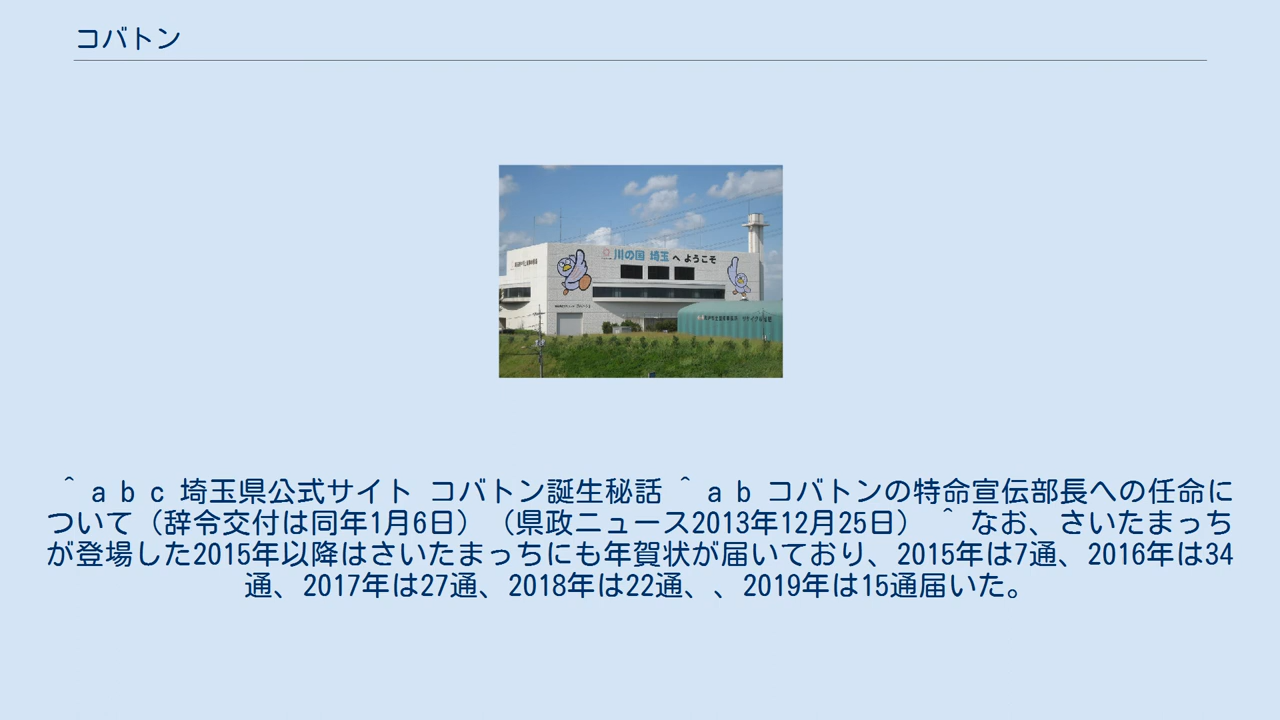 コバトン
川の国 埼玉 へ ようこそ
^ a b c 埼玉県公式サイト コバトン誕生秘話 ^ a b コバトンの特命宣伝部長への任命に
ついて（辞令交付は同年1月6日）（県政ニュース2013年12月25日） ^ なお、さいたまっち
が登場した2015年以降はさいたまっちにも年賀状が届いており、2015年は7通、2016年は34
通、2017年は27通、2018年は22通、、2019年は15通届いた。